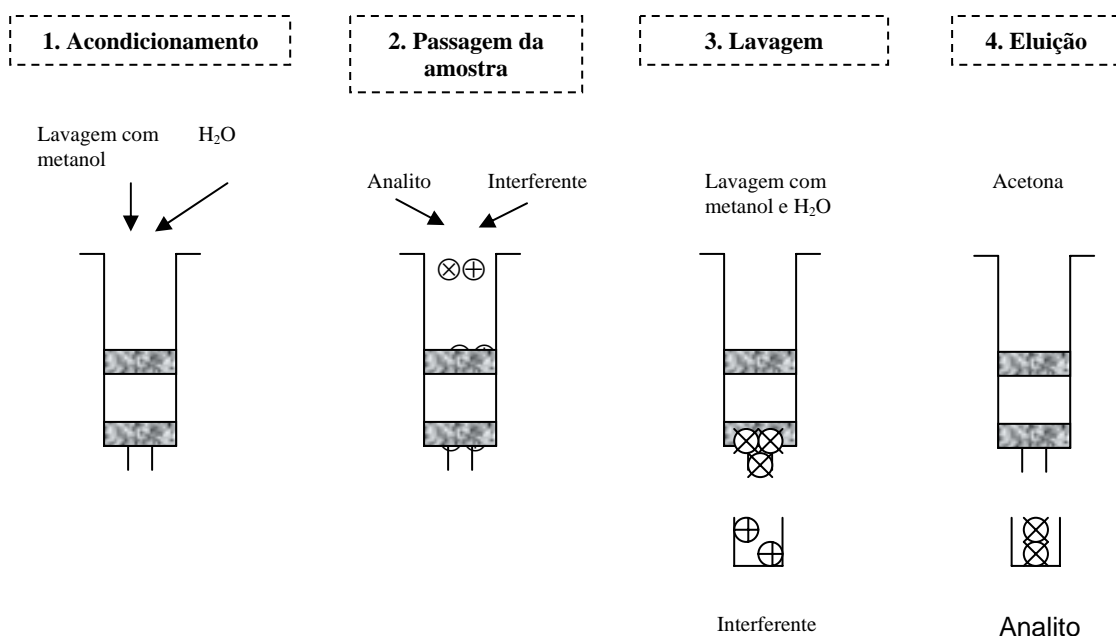 1. Acondicionamento
2. Passagem da
amostra
3. Lavagem
4. Eluição
Lavagem com
metanol
H₂O
Analito
Interferente
Lavagem com
metanol e H₂O
Acetona
Interferente
Analito